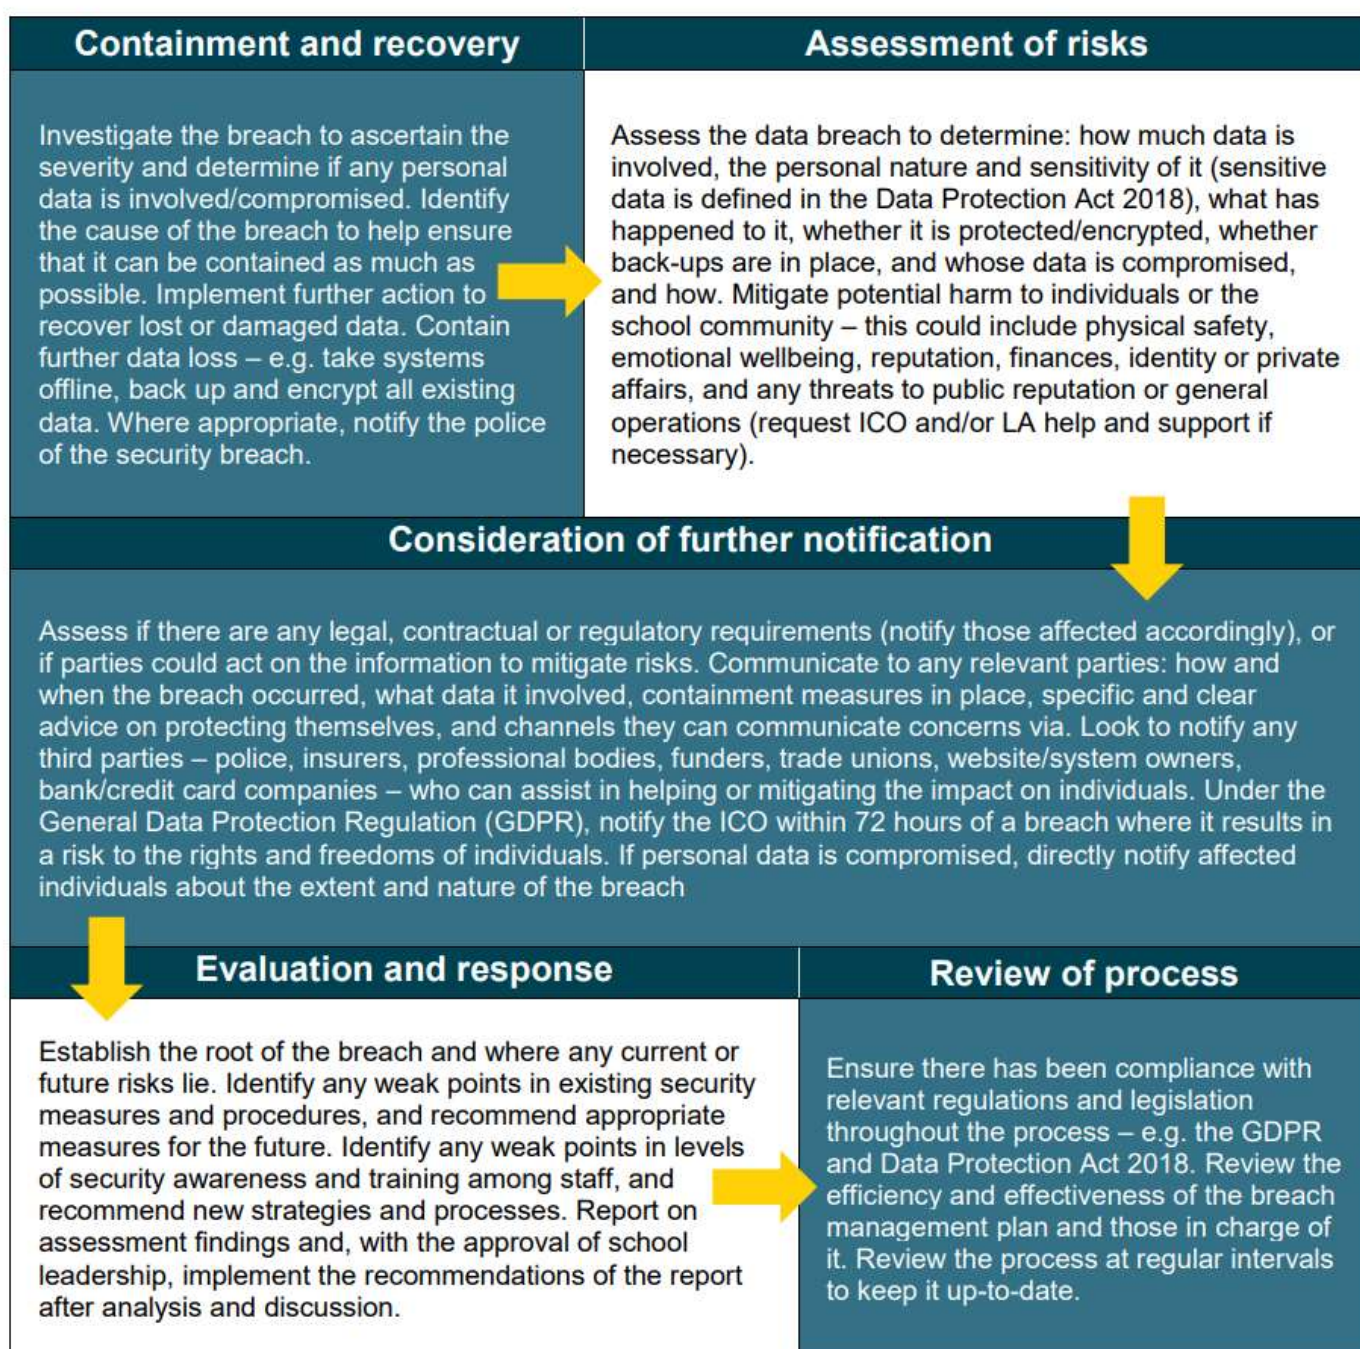 Containment and recovery
Assessment of risks
Investigate the breach to ascertain the
severity and determine if any personal
data is involved/compromised. Identify
the cause of the breach to help ensure
that it can be contained as much as
possible. Implement further action to
recover lost or damaged data. Contain
further data loss – e.g. take systems
offline, back up and encrypt all existing
data. Where appropriate, notify the police
of the security breach.
Assess the data breach to determine: how much data is
involved, the personal nature and sensitivity of it (sensitive
data is defined in the Data Protection Act 2018), what has
happened to it, whether it is protected/encrypted, whether
back-ups are in place, and whose data is compromised,
and how. Mitigate potential harm to individuals or the
school community – this could include physical safety,
emotional wellbeing, reputation, finances, identity or private
affairs, and any threats to public reputation or general
operations (request ICO and/or LA help and support if
necessary).
Consideration of further notification
Assess if there are any legal, contractual or regulatory requirements (notify those affected accordingly), or
if parties could act on the information to mitigate risks. Communicate to any relevant parties: how and
when the breach occurred, what data it involved, containment measures in place, specific and clear
advice on protecting themselves, and channels they can communicate concerns via. Look to notify any
third parties – police, insurers, professional bodies, funders, trade unions, website/system owners,
bank/credit card companies – who can assist in helping or mitigating the impact on individuals. Under the
General Data Protection Regulation (GDPR), notify the ICO within 72 hours of a breach where it results in
a risk to the rights and freedoms of individuals. If personal data is compromised, directly notify affected
individuals about the extent and nature of the breach
Evaluation and response
Review of process
Establish the root of the breach and where any current or
future risks lie. Identify any weak points in existing security
measures and procedures, and recommend appropriate
measures for the future. Identify any weak points in levels
of security awareness and training among staff, and
recommend new strategies and processes. Report on
assessment findings and, with the approval of school
leadership, implement the recommendations of the report
after analysis and discussion.
Ensure there has been compliance with
relevant regulations and legislation
throughout the process – e.g. the GDPR
and Data Protection Act 2018. Review the
efficiency and effectiveness of the breach
management plan and those in charge of
it. Review the process at regular intervals
to keep it up-to-date.